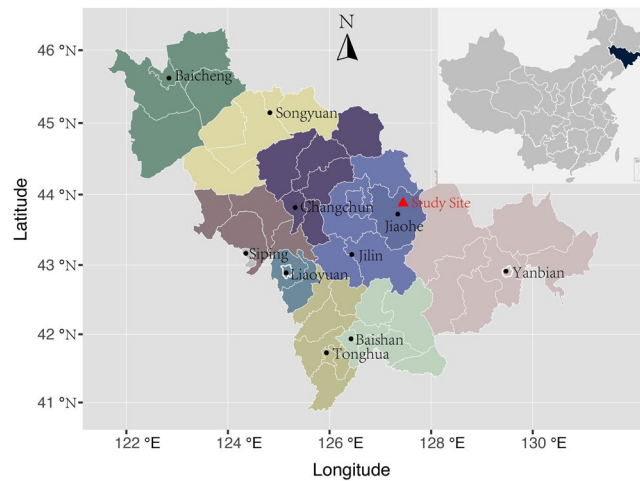 N
46 °N
45 °N
44 °N
43 °N
42 °N
41 °N
Latitude
Baicheng
Songyuan
Changchun
Study Site
Jiaohe
Siping
Jilin
Liaoyuan
Yanbian
Baishan
Tonghua
122 °E
124 °E
126 °E
128 °E
130 °E
Longitude